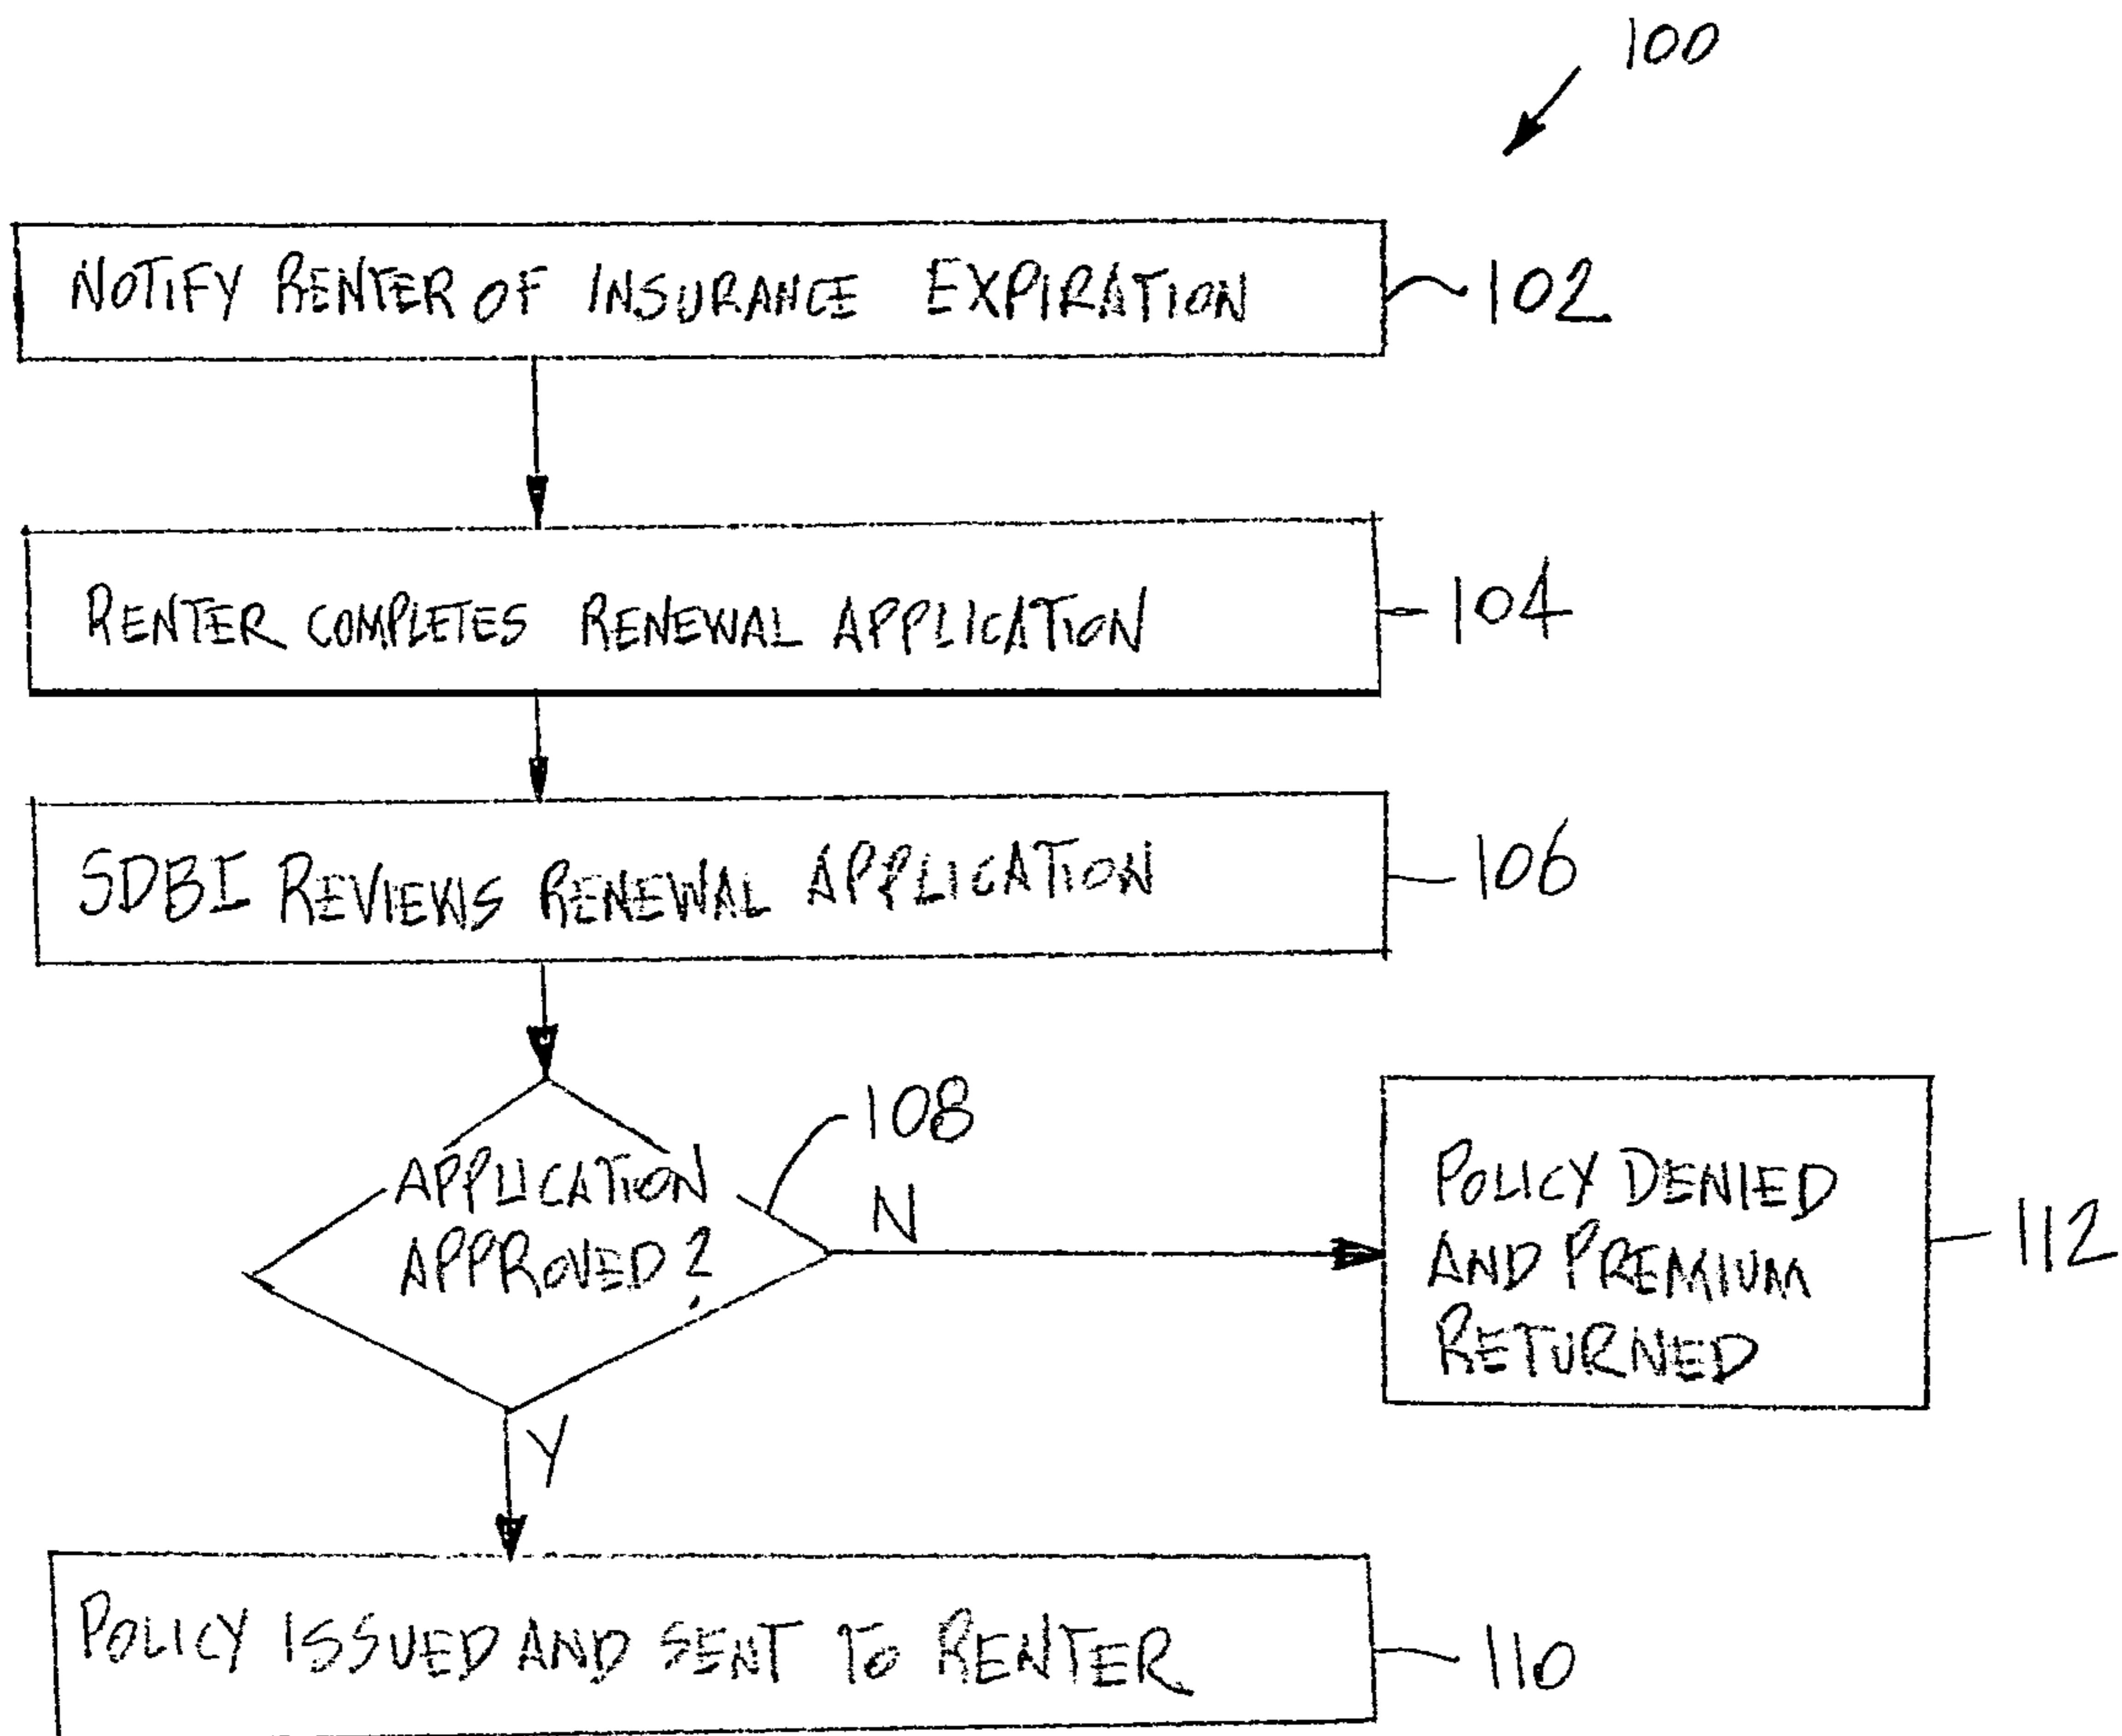 100
NOTIFY RENTER OF INSURANCE EXPIRATION
102
RENTER COMPLETES RENEWAL APPLICATION
104
SDBI REVIEWS RENEWAL APPLICATION
106
108
APPLICATION
APPROVED?
N
POLICY DENIED
AND PREMIUM
RETURNED
112
Y
POLICY ISSUED AND SENT TO RENTER
110